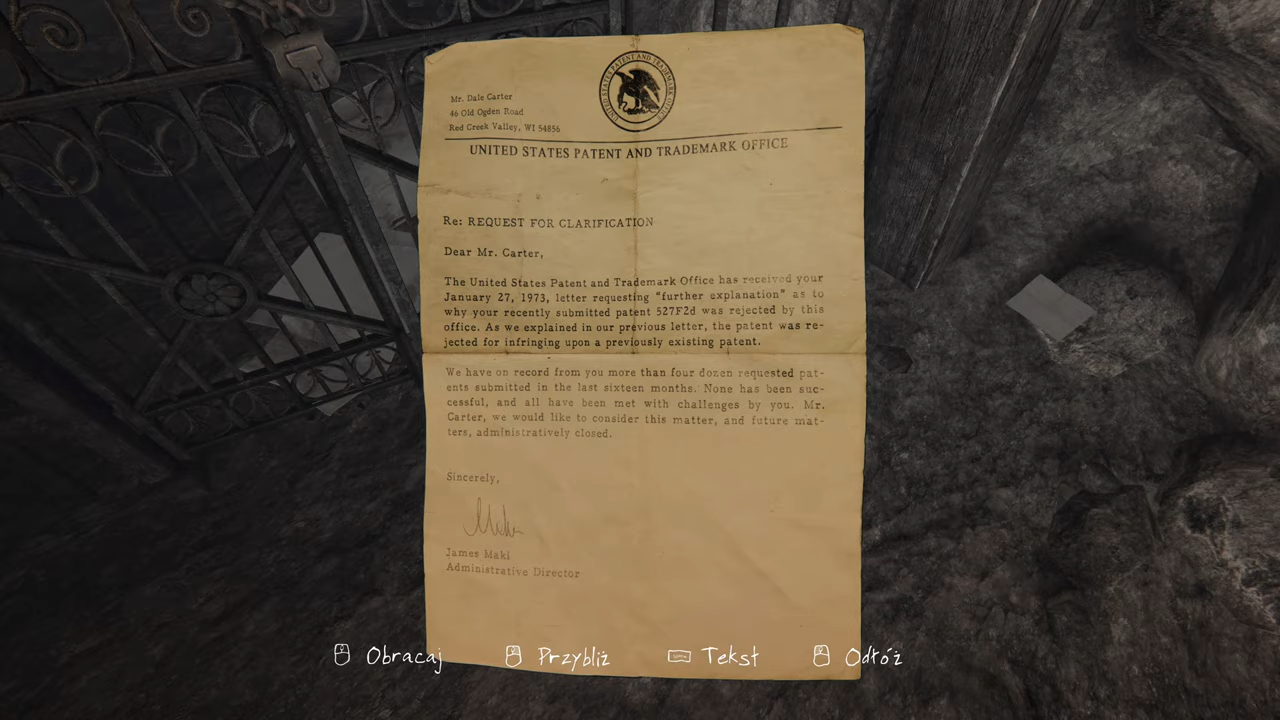 UNITED STATES PATENT AND TRADEMARK OFFICE
Mr. Dale Carter
46 Old Ogden Road
Red Creek Valley, WI 54856
UNITED STATES PATENT AND TRADEMARK OFFICE
Re: REQUEST FOR CLARIFICATION
Dear Mr. Carter,
The United States Patent and Trademark Office has received your
January 27, 1973, letter requesting "further explanation" as to
why your recently submitted patent 527F2d was rejected by this
office. As we explained in our previous letter, the patent was re-
jected for infringing upon a previously existing patent.
We have on record from you more than four dozen requested pat-
ents submitted in the last sixteen months. None has been suc-
cessful, and all have been met with challenges by you. Mr.
Carter, we would like to consider this matter, and future mat-
ters, administratively closed.
Sincerely,
James Maki
Administrative Director
Obracaj Przybliż Tekst Odłóż